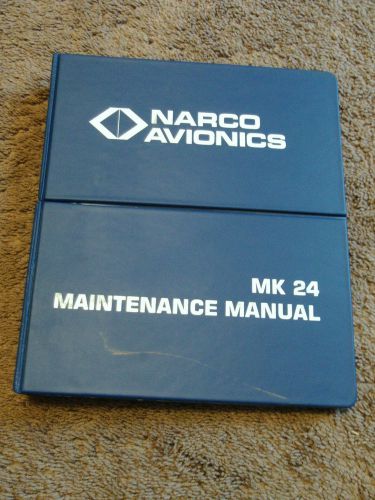 NARCO
AVIONICS
MK 24
MAINTENANCE MANUAL